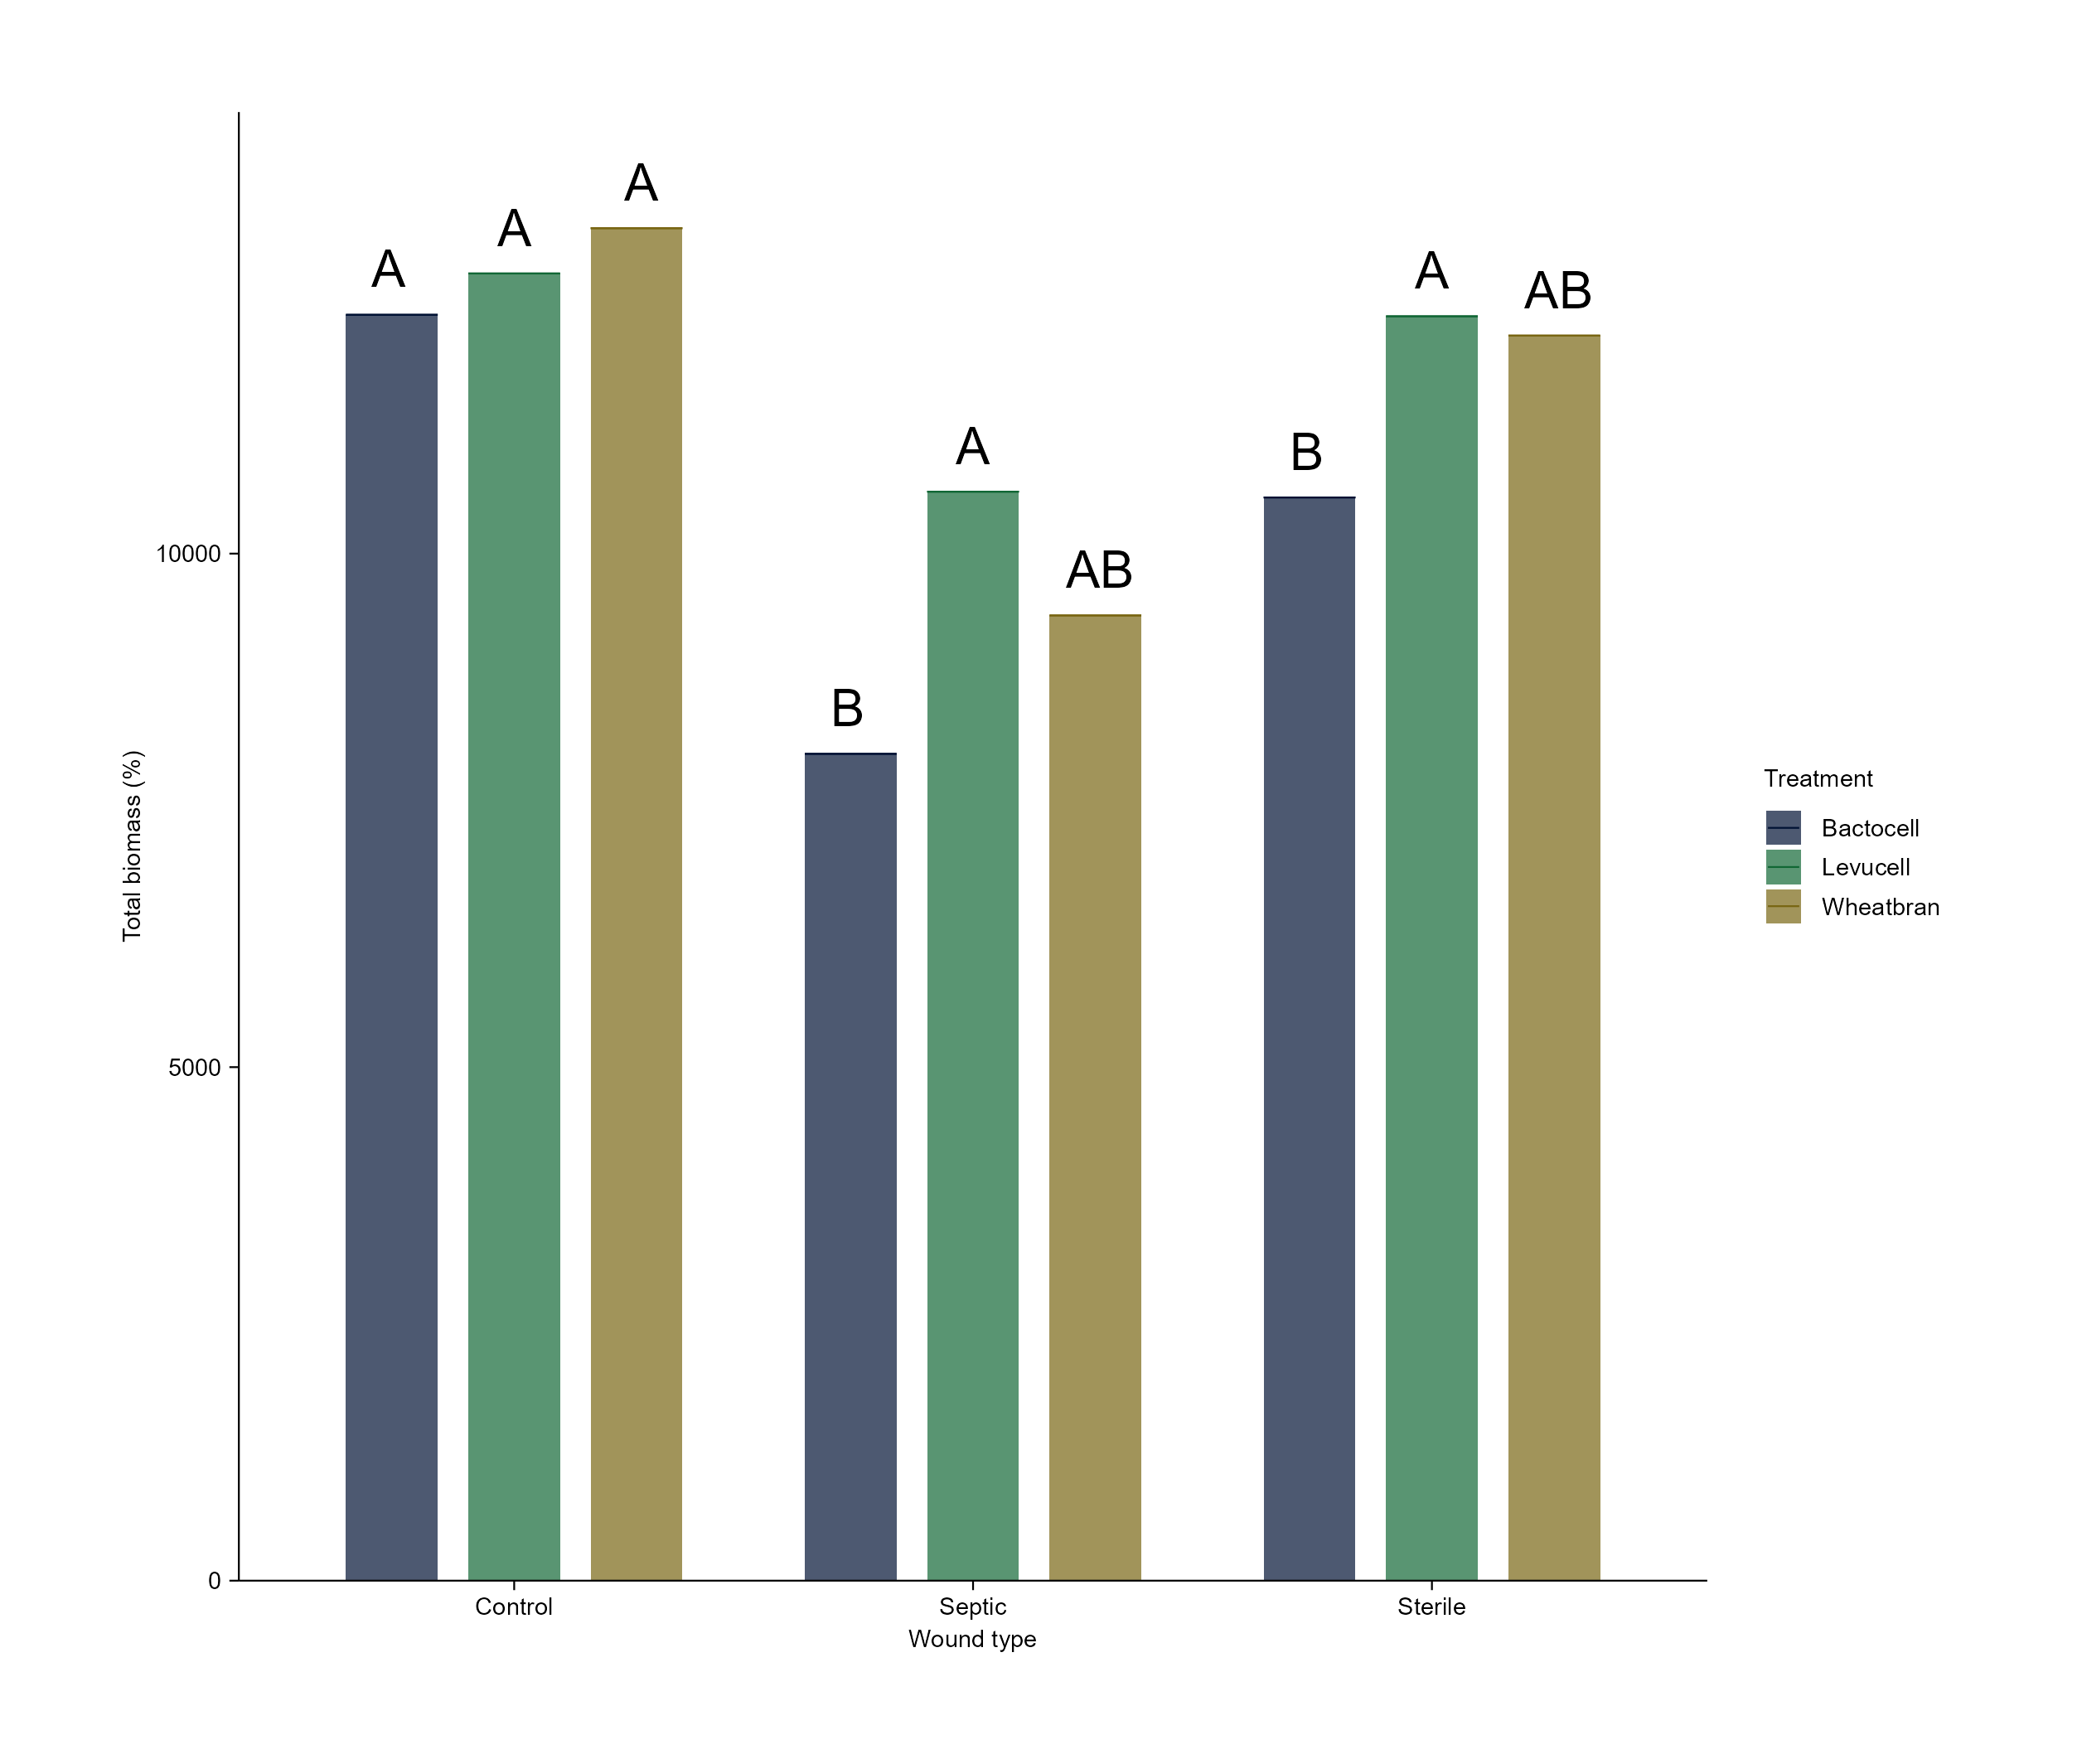 A
A
A
A
AB
A
B
10000
AB
B
Total biomass (%)
Treatment
Bactocell
Levucell
Wheatbran
5000
0
Control
Septic
Sterile
Wound type